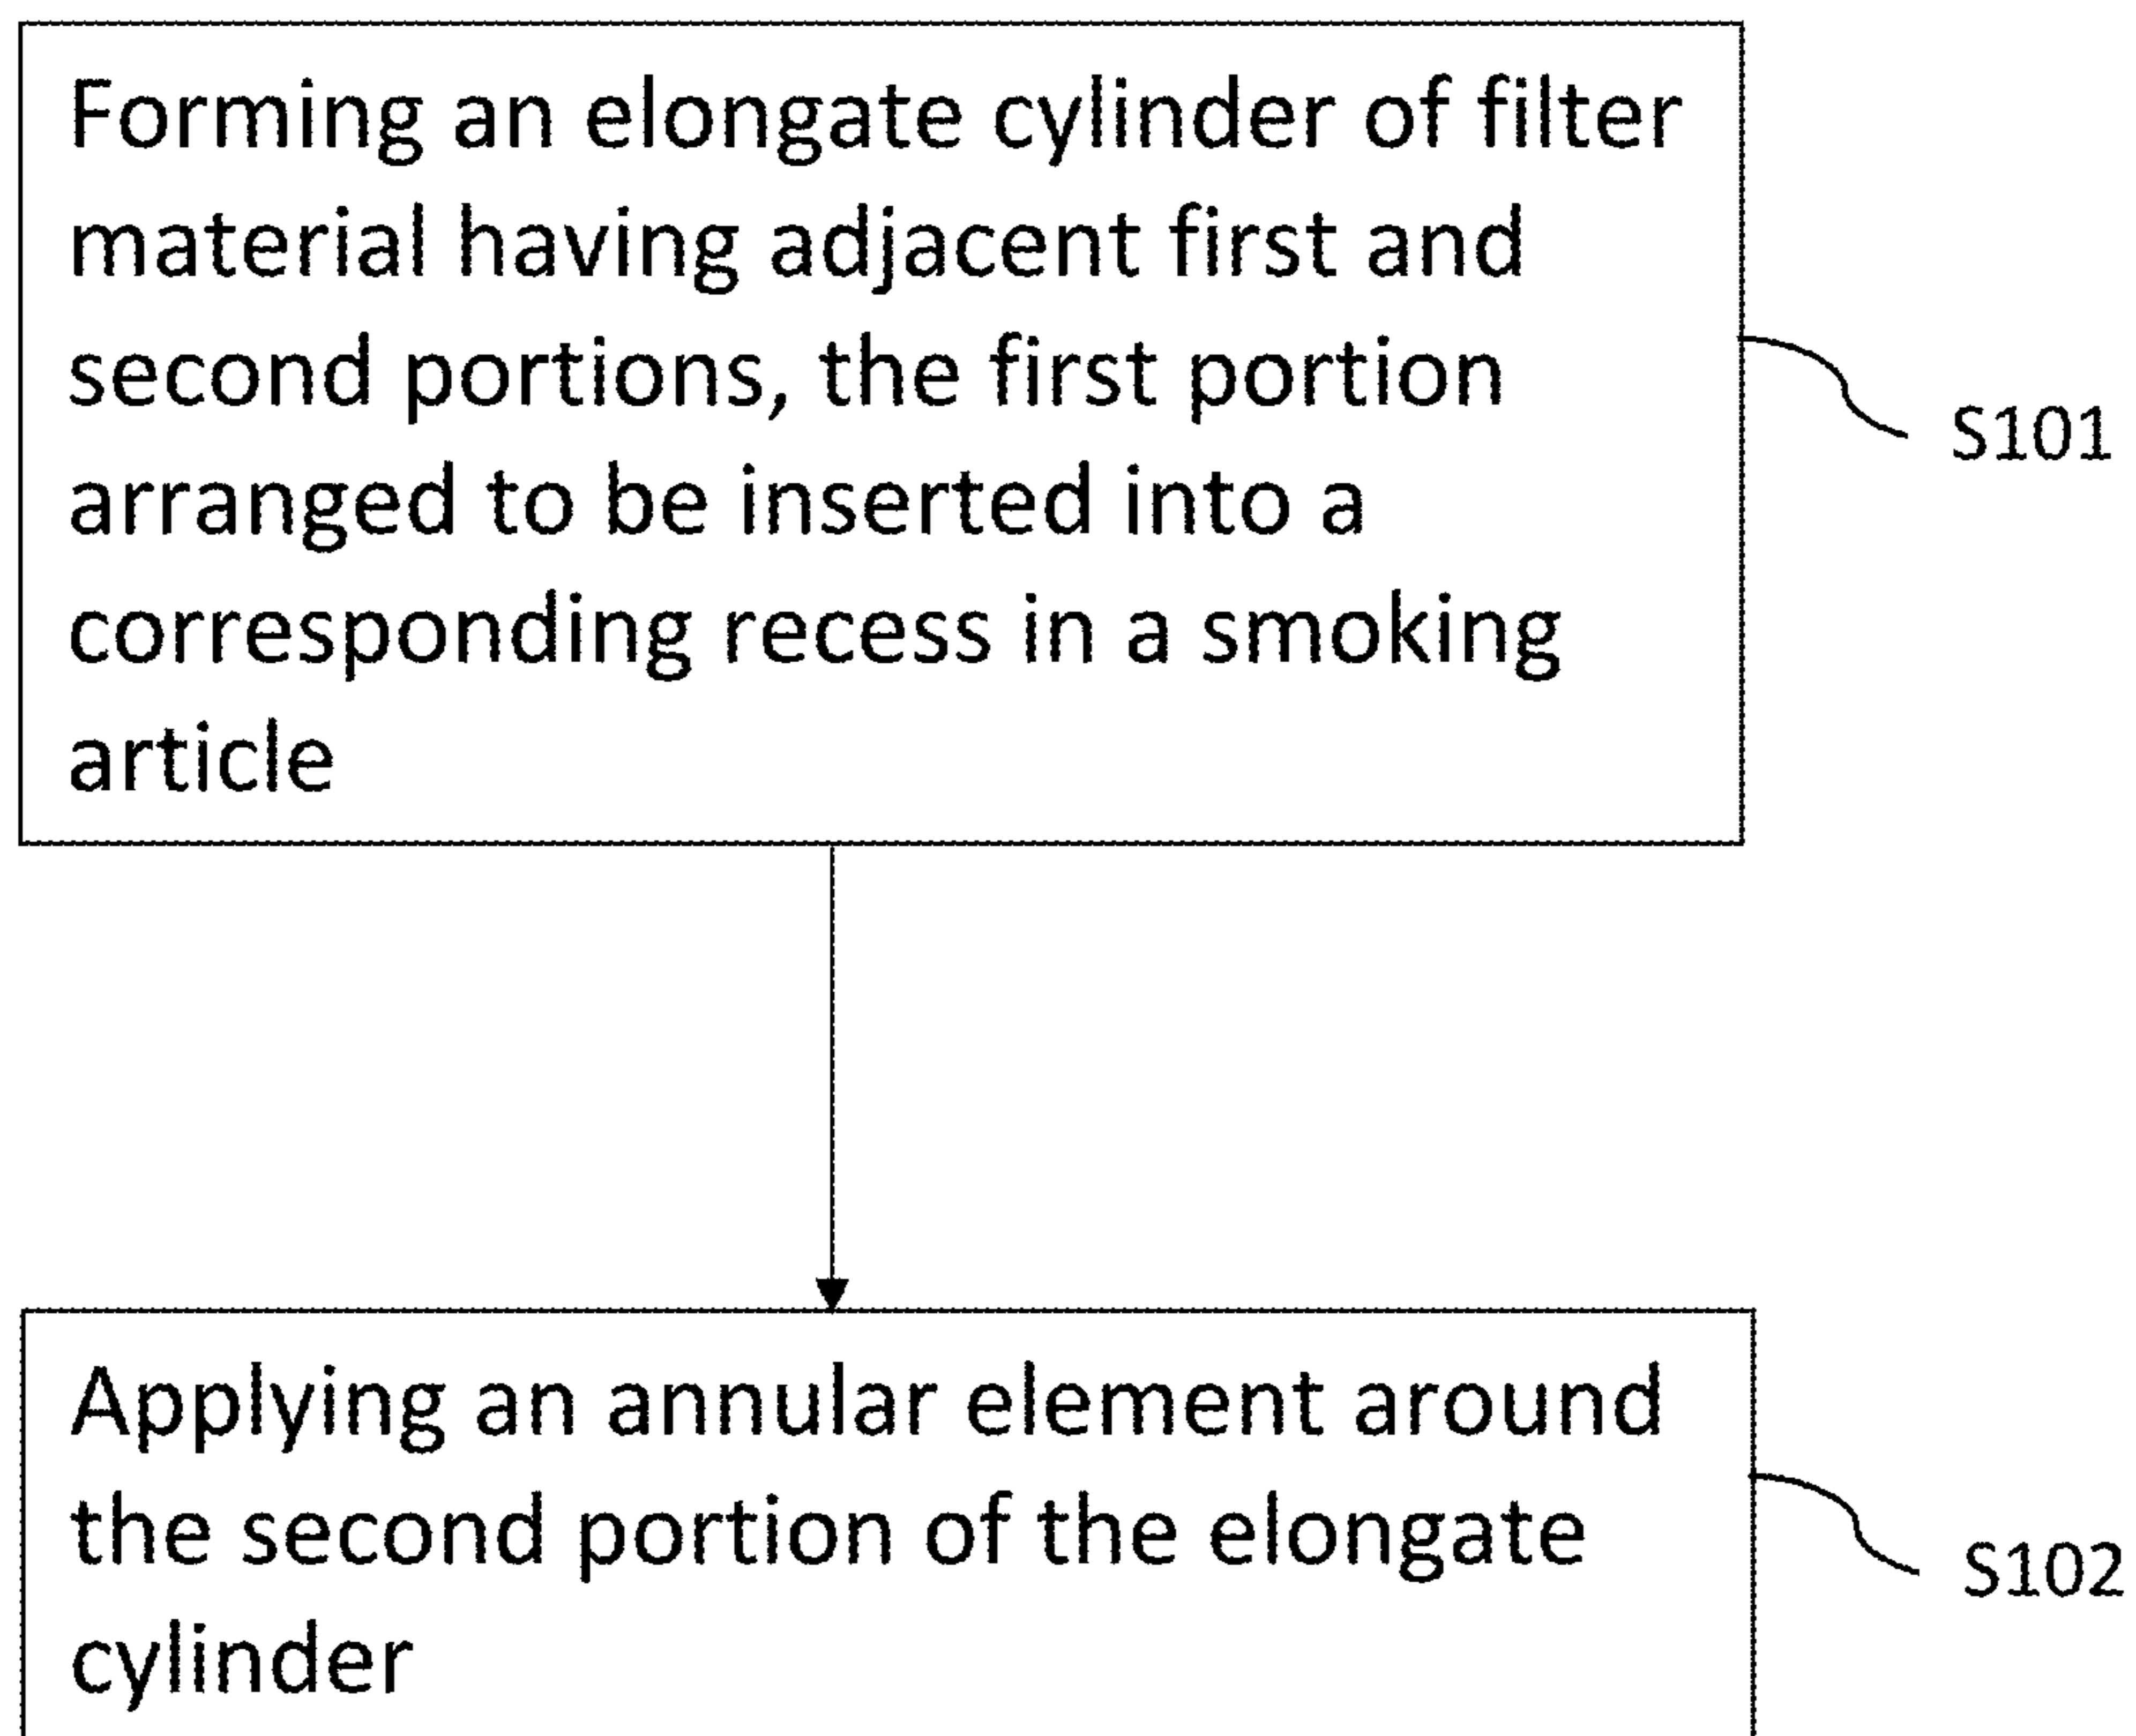 Forming an elongate cylinder of filter
material having adjacent first and
second portions, the first portion
arranged to be inserted into a
corresponding recess in a smoking
article
S101
Applying an annular element around
the second portion of the elongate
cylinder
S102